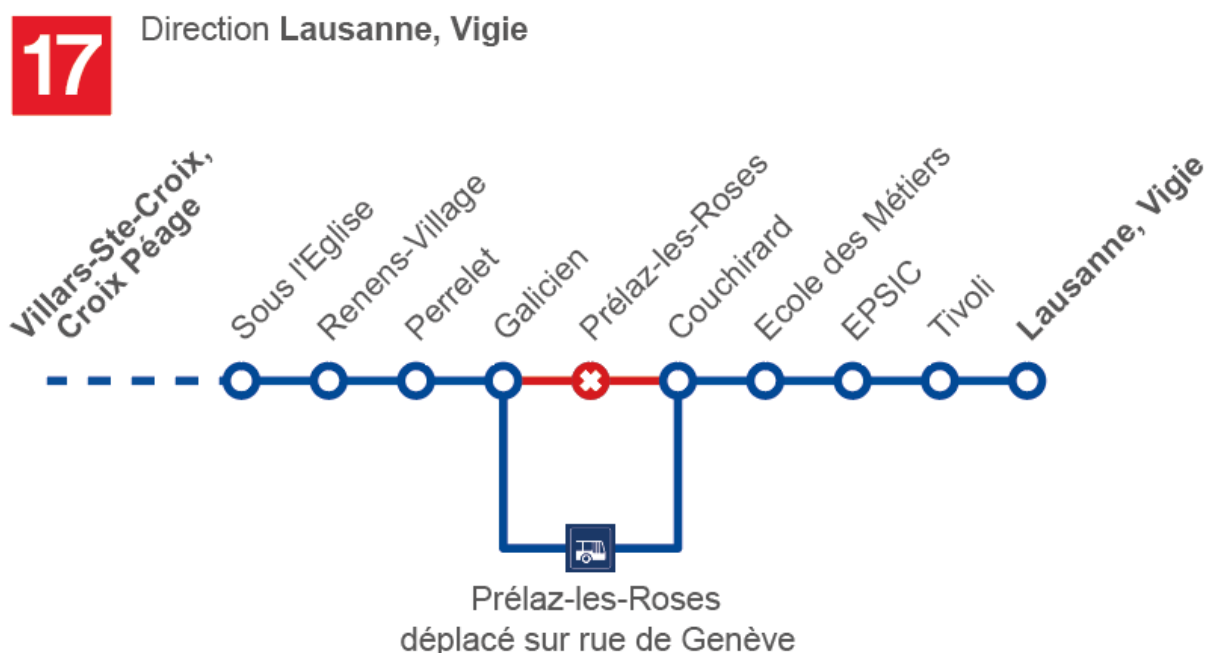 17
Direction Lausanne, Vigie
Villars-Ste-Croix,
Croix Péage
Sous l'Eglise
Renens-Village
Perrelet
Galicien
Prélaz-les-Roses
Couchirard
Ecole des Métiers
EPSIC
Tivoli
Lausanne, Vigie
Prélaz-les-Roses
déplacé sur rue de Genève